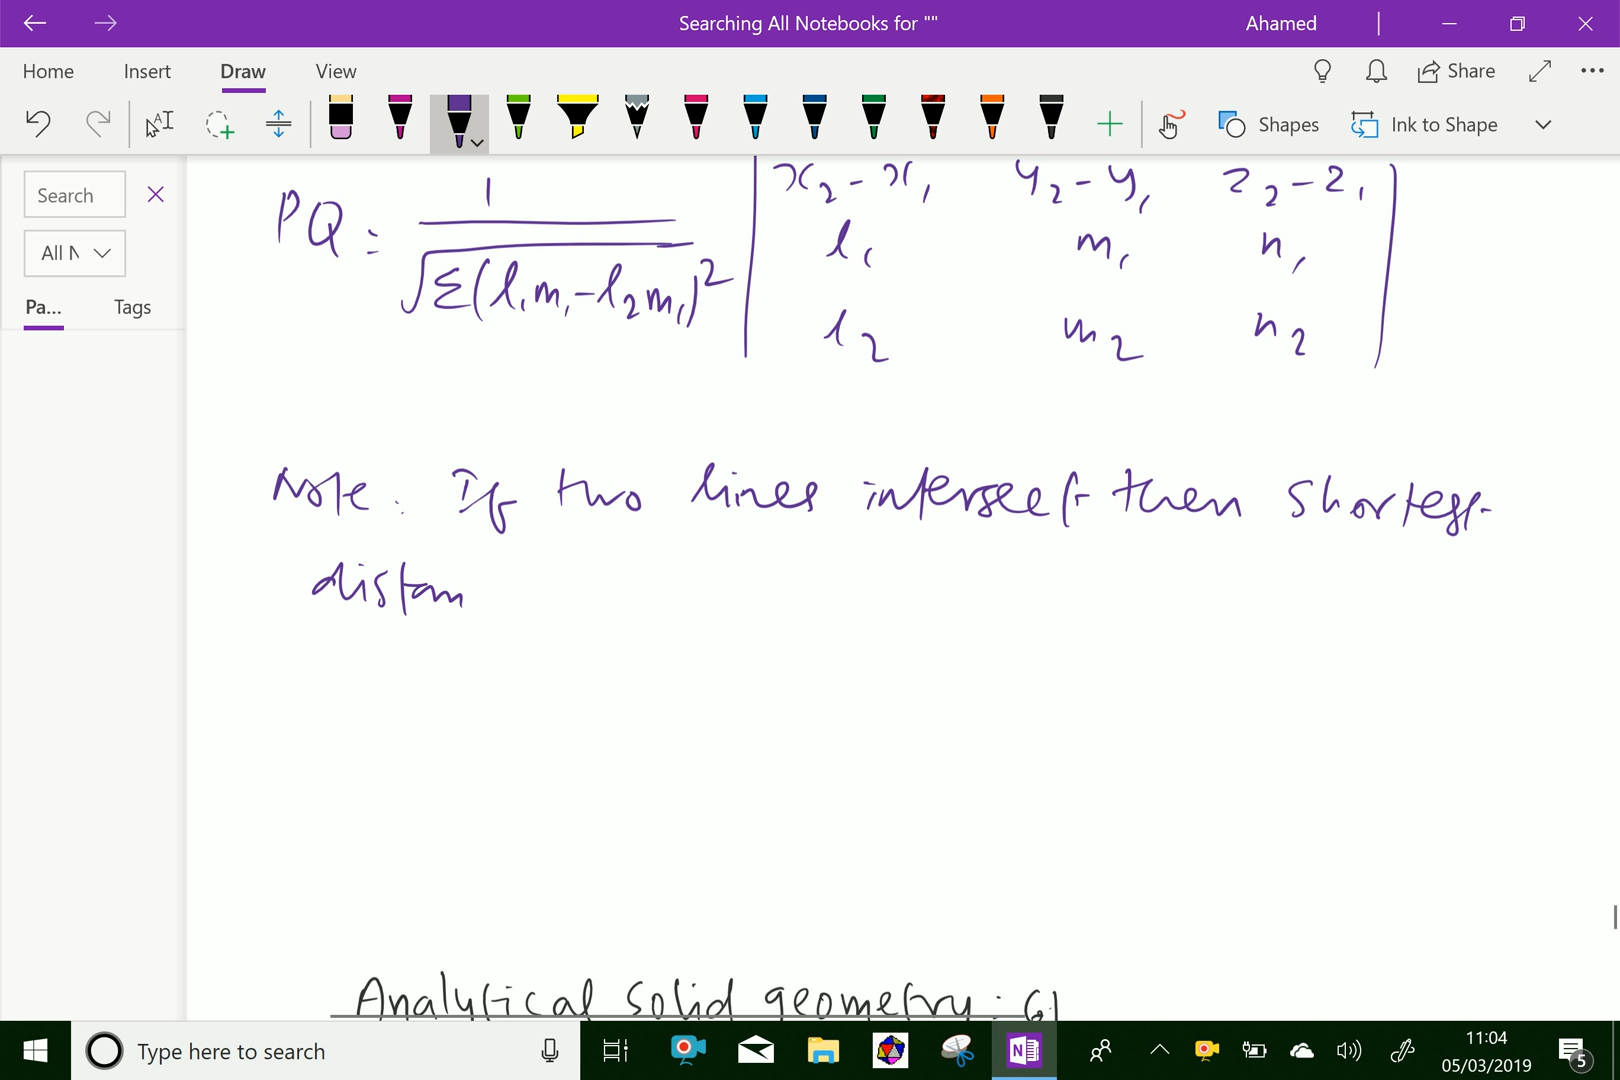 Searching All Notebooks for ""
Ahamed
Home Insert Draw View
Share
Shapes Ink to Shape
Search
All N
Pa... Tags
PQ = 1 / √Σ(l₁m₁-l₂m₁)² | x₂-x₁ y₂-y₁ z₂-z₁ |
l₁ m₁ n₁
l₂ m₂ n₂
Note: If two lines intersect then shortest
distan
Analytical solid geometry: 61
Type here to search
11:04
05/03/2019
5